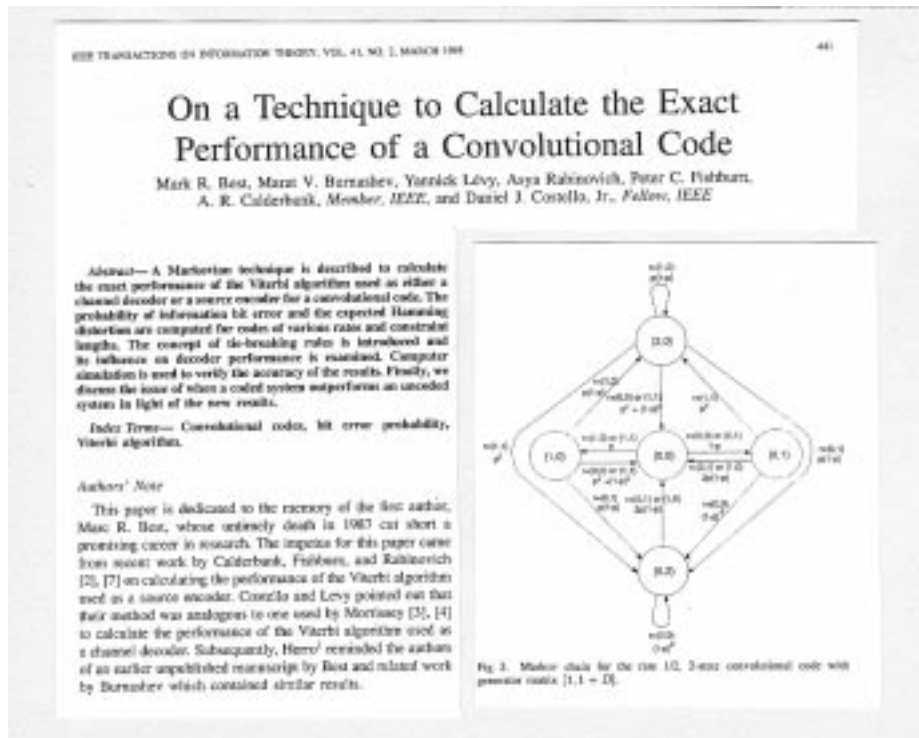 IEEE TRANSACTIONS ON INFORMATION THEORY, VOL. 41, NO. 2, MARCH 1995
441
On a Technique to Calculate the Exact
Performance of a Convolutional Code
Mark R. Best, Marat V. Burnashev, Yannick Lévy, Asya Rabinovich, Peter C. Fishburn,
A. R. Calderbank, Member, IEEE, and Daniel J. Costello, Jr., Fellow, IEEE
Abstract— A Markovian technique is described to calculate
the exact performance of the Viterbi algorithm used as either a
channel decoder or a source encoder for a convolutional code. The
probability of information bit error and the expected Hamming
distortion are computed for codes of various rates and constraint
lengths. The concept of tie-breaking rules is introduced and
its influence on decoder performance is examined. Computer
simulation is used to verify the accuracy of the results. Finally, we
discuss the issue of when a coded system outperforms an uncoded
system in light of the new results.
Index Terms— Convolutional codes, bit error probability,
Viterbi algorithm.
Authors' Note
This paper is dedicated to the memory of the first author,
Marc R. Best, whose untimely death in 1987 cut short a
promising career in research. The impetus for this paper came
from recent work by Calderbank, Fishburn, and Rabinovich
[2], [7] on calculating the performance of the Viterbi algorithm
used as a source encoder. Costello and Levy pointed out that
their method was analogous to one used by Morrissey [3], [4]
to calculate the performance of the Viterbi algorithm used as
a channel decoder. Subsequently, Herro¹ reminded the authors
of an earlier unpublished manuscript by Best and related work
by Burnashev which contained similar results.
(2,0)
(1,0)
(0,0)
(0,1)
(0,2)
Fig. 3. Markov chain for the rate 1/2, 2-state convolutional code with
generator matrix [1, 1 + D].